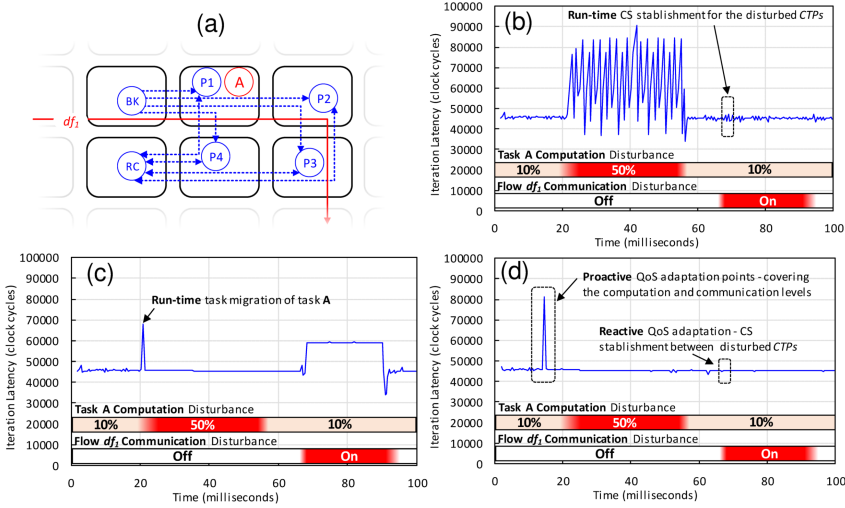 (a)
P1
A
BK
P2
df1
RC
P4
P3
(b)
Run-time CS stablishment for the disturbed CTPs
Iteration Latency (clock cycles)
100000
90000
80000
70000
60000
50000
40000
30000
20000
10000
0
Task A Computation Disturbance
10%
50%
10%
Flow df1 Communication Disturbance
Off
On
0
20
40
60
80
100
Time (milliseconds)
(c)
Run-time task migration of task A
Iteration Latency (clock cycles)
100000
90000
80000
70000
60000
50000
40000
30000
20000
10000
0
Task A Computation Disturbance
10%
50%
10%
Flow df1 Communication Disturbance
Off
On
0
20
40
60
80
100
Time (milliseconds)
(d)
Proactive QoS adaptation points - covering
the computation and communication levels
Reactive QoS adaptation - CS
stablishment between disturbed CTPs
Iteration Latency (clock cycles)
100000
90000
80000
70000
60000
50000
40000
30000
20000
10000
0
Task A Computation Disturbance
10%
50%
10%
Flow df1 Communication Disturbance
Off
On
0
20
40
60
80
100
Time (milliseconds)